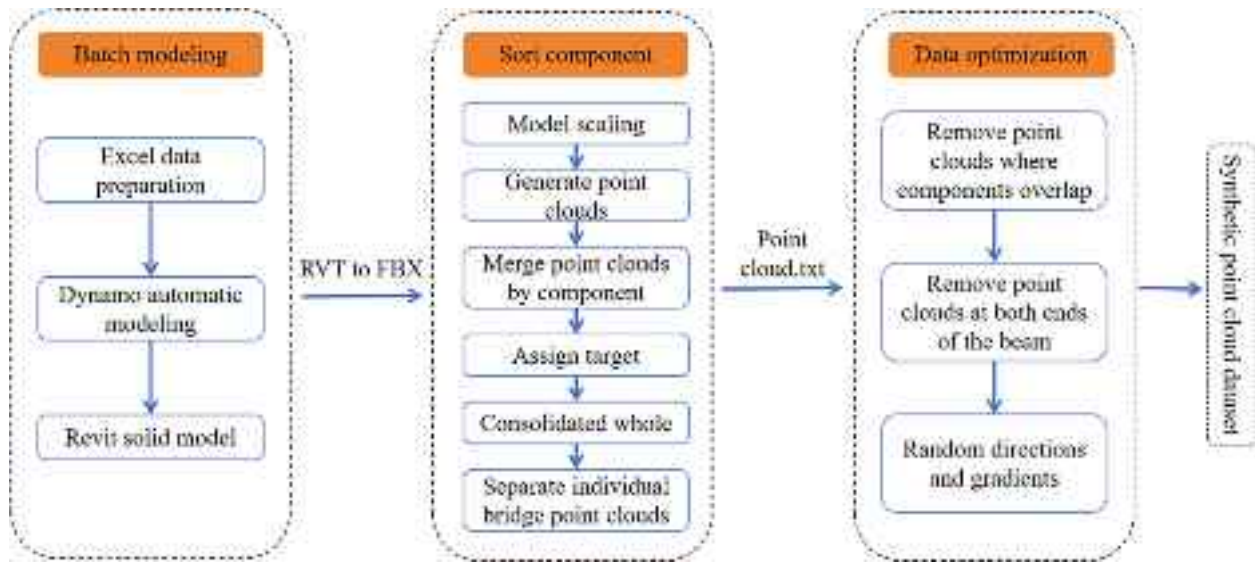 Batch modeling
Excel data
preparation
Dynamo automatic
modeling
Revit solid model
RVT to FBX
Sort component
Model scaling
Generate point
clouds
Merge point clouds
by component
Assign target
Consolidated whole
Separate individual
bridge point clouds
Point
cloud.txt
Data optimization
Remove point
clouds where
components overlap
Remove point
clouds at both ends
of the beam
Random directions
and gradients
Synthetic point cloud dataset